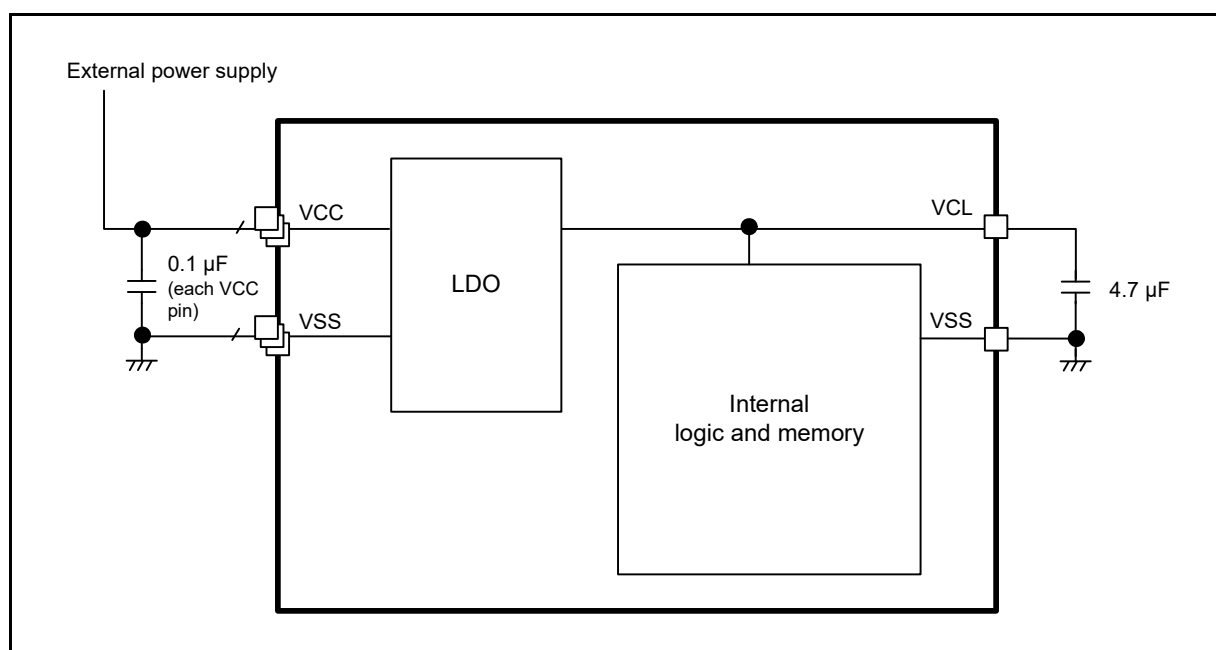 External power supply
VCC
VCL
0.1 µF
(each VCC
pin)
LDO
4.7 µF
VSS
VSS
Internal
logic and memory